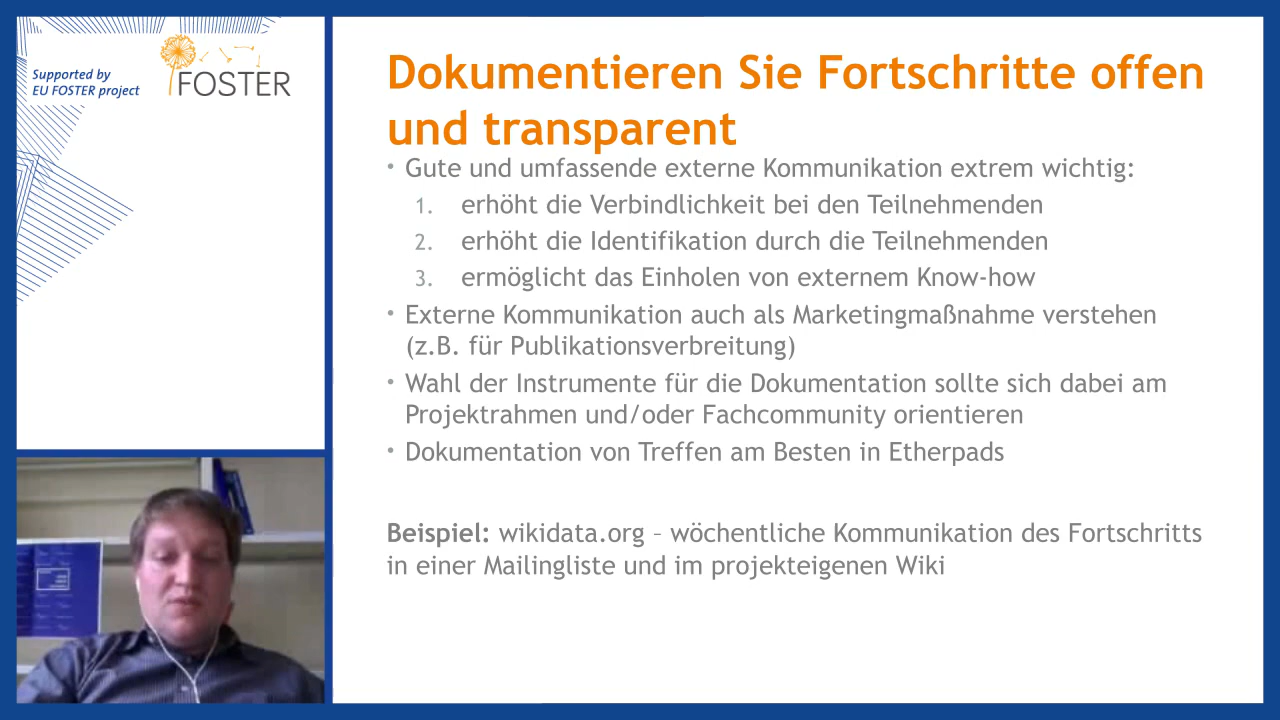 Supported by
EU FOSTER project
FOSTER
Dokumentieren Sie Fortschritte offen
und transparent
• Gute und umfassende externe Kommunikation extrem wichtig:
1. erhöht die Verbindlichkeit bei den Teilnehmenden
2. erhöht die Identifikation durch die Teilnehmenden
3. ermöglicht das Einholen von externem Know-how
• Externe Kommunikation auch als Marketingmaßnahme verstehen
(z.B. für Publikationsverbreitung)
• Wahl der Instrumente für die Dokumentation sollte sich dabei am
Projektrahmen und/oder Fachcommunity orientieren
• Dokumentation von Treffen am Besten in Etherpads
Beispiel: wikidata.org – wöchentliche Kommunikation des Fortschritts
in einer Mailingliste und im projekteigenen Wiki